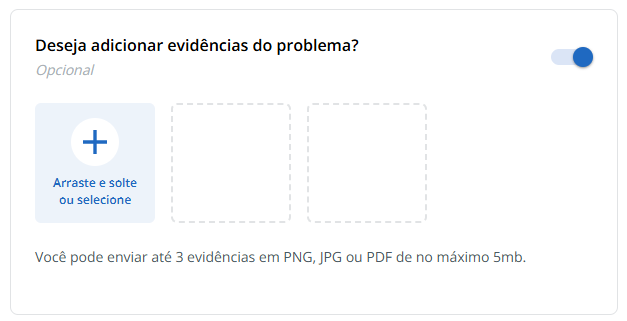 Deseja adicionar evidências do problema?
Opcional
Arraste e solte
ou selecione
Você pode enviar até 3 evidências em PNG, JPG ou PDF de no máximo 5mb.